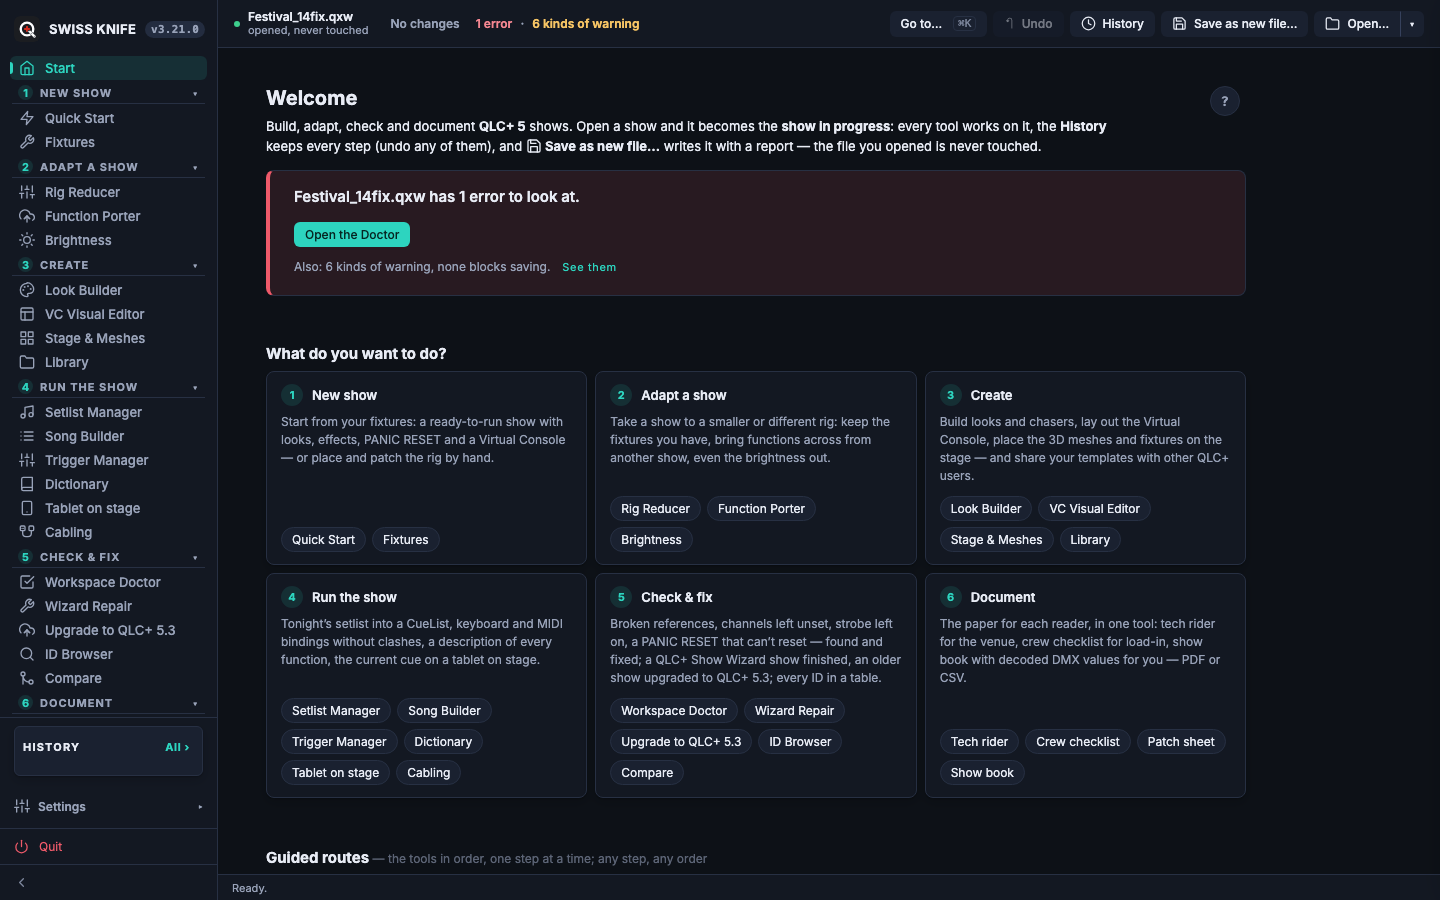 SWISS KNIFE v3.21.0
Start
1 NEW SHOW
Quick Start
Fixtures
2 ADAPT A SHOW
Rig Reducer
Function Porter
Brightness
3 CREATE
Look Builder
VC Visual Editor
Stage & Meshes
Library
4 RUN THE SHOW
Setlist Manager
Song Builder
Trigger Manager
Dictionary
Tablet on stage
Cabling
5 CHECK & FIX
Workspace Doctor
Wizard Repair
Upgrade to QLC+ 5.3
ID Browser
Compare
6 DOCUMENT
HISTORY All ›
Settings
Quit
Festival_14fix.qxw
opened, never touched
No changes 1 error · 6 kinds of warning
Go to... ⌘K Undo History Save as new file... Open...
Welcome
?
Build, adapt, check and document QLC+ 5 shows. Open a show and it becomes the show in progress: every tool works on it, the History
keeps every step (undo any of them), and Save as new file... writes it with a report — the file you opened is never touched.
Festival_14fix.qxw has 1 error to look at.
Open the Doctor
Also: 6 kinds of warning, none blocks saving. See them
What do you want to do?
1 New show
Start from your fixtures: a ready-to-run show with
looks, effects, PANIC RESET and a Virtual Console
— or place and patch the rig by hand.
Quick Start Fixtures
2 Adapt a show
Take a show to a smaller or different rig: keep the
fixtures you have, bring functions across from
another show, even the brightness out.
Rig Reducer Function Porter
Brightness
3 Create
Build looks and chasers, lay out the Virtual
Console, place the 3D meshes and fixtures on the
stage — and share your templates with other QLC+
users.
Look Builder VC Visual Editor
Stage & Meshes Library
4 Run the show
Tonight's setlist into a CueList, keyboard and MIDI
bindings without clashes, a description of every
function, the current cue on a tablet on stage.
Setlist Manager Song Builder
Trigger Manager Dictionary
Tablet on stage Cabling
5 Check & fix
Broken references, channels left unset, strobe left
on, a PANIC RESET that can't reset — found and
fixed; a QLC+ Show Wizard show finished, an older
show upgraded to QLC+ 5.3; every ID in a table.
Workspace Doctor Wizard Repair
Upgrade to QLC+ 5.3 ID Browser
Compare
6 Document
The paper for each reader, in one tool: tech rider
for the venue, crew checklist for load-in, show
book with decoded DMX values for you — PDF or
CSV.
Tech rider Crew checklist Patch sheet
Show book
Guided routes — the tools in order, one step at a time; any step, any order
Ready.